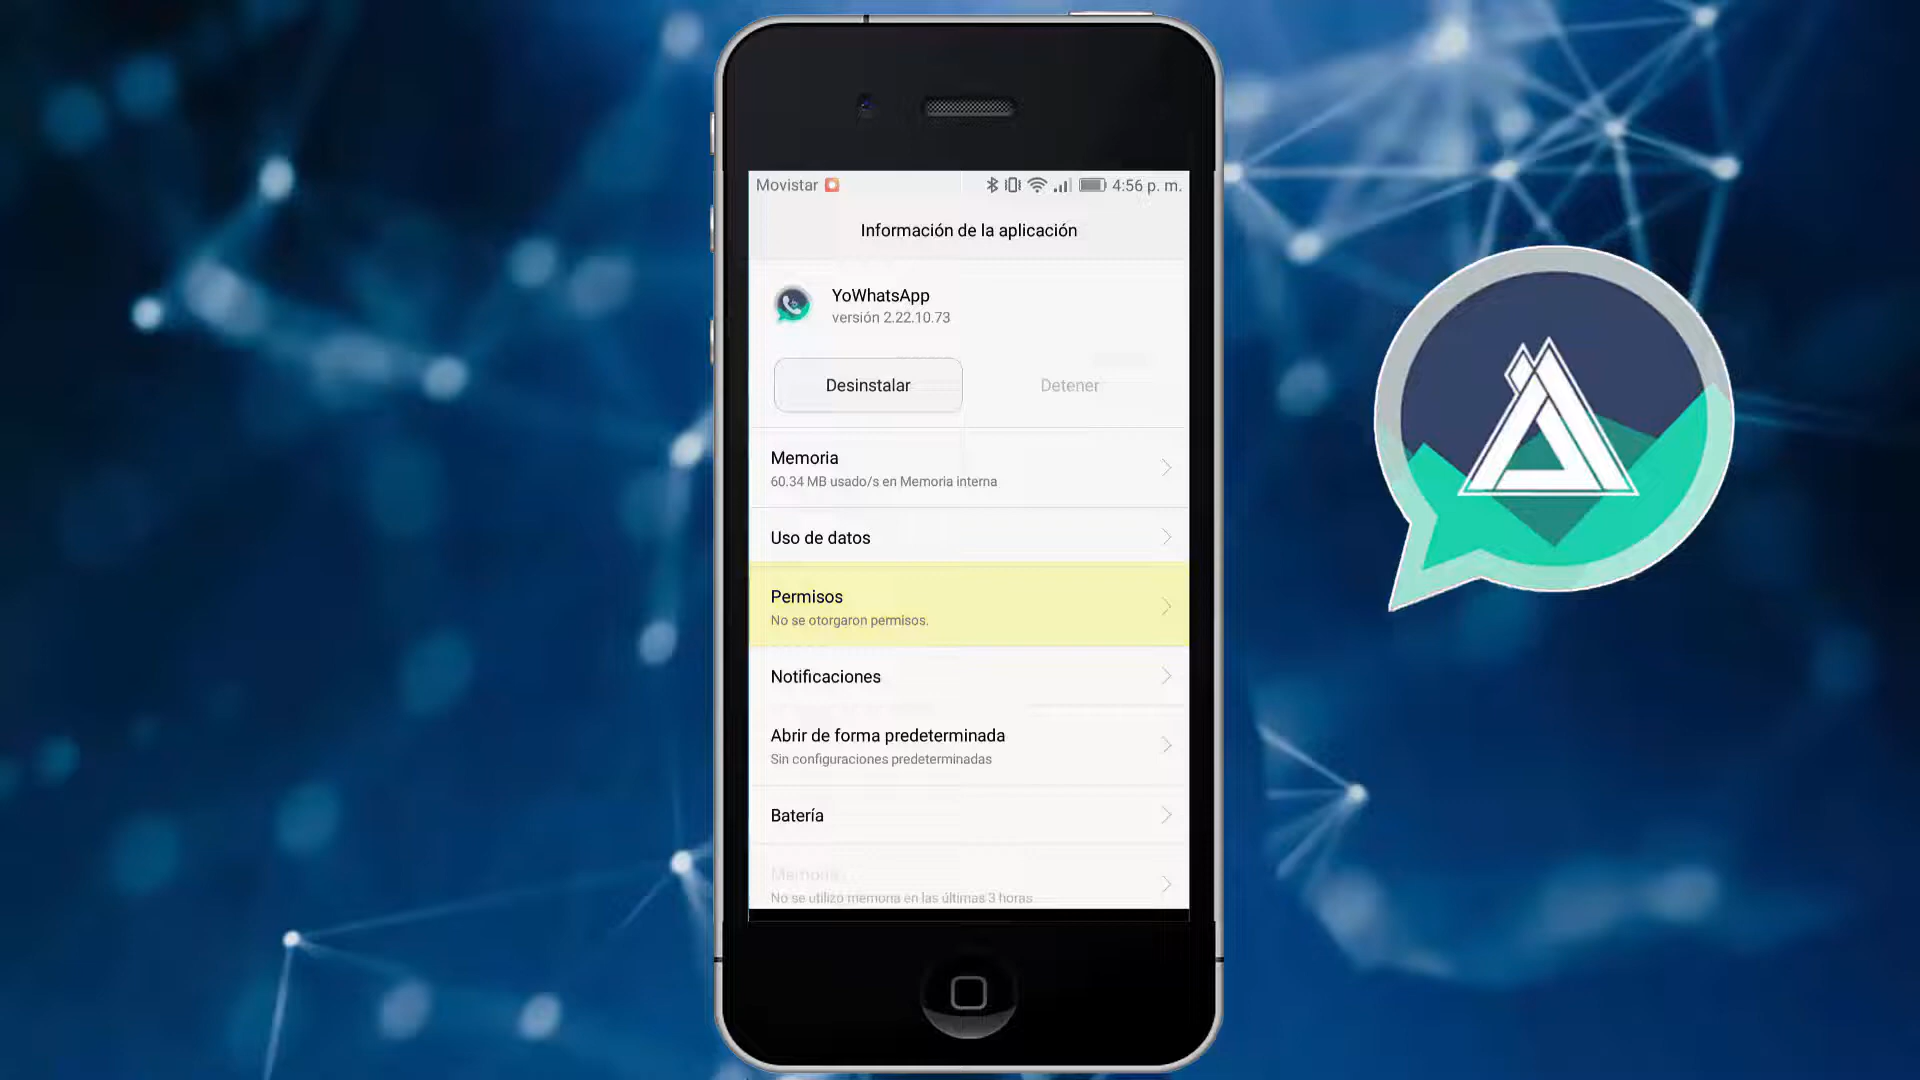 Movistar 4:56 p. m.
Información de la aplicación
YoWhatsApp
versión 2.22.10.73
Desinstalar Detener
Memoria
60.34 MB usado/s en Memoria interna
Uso de datos
Permisos
No se otorgaron permisos.
Notificaciones
Abrir de forma predeterminada
Sin configuraciones predeterminadas
Batería
Memoria
No se utilizó memoria en las últimas 3 horas